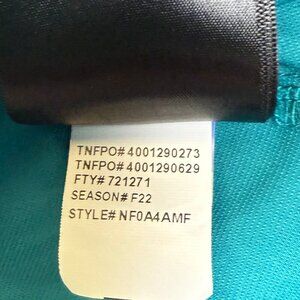 TNFPO# 4001290273
TNFPO# 4001290629
FTY# 721271
SEASON# F22
STYLE# NF0A4AMF